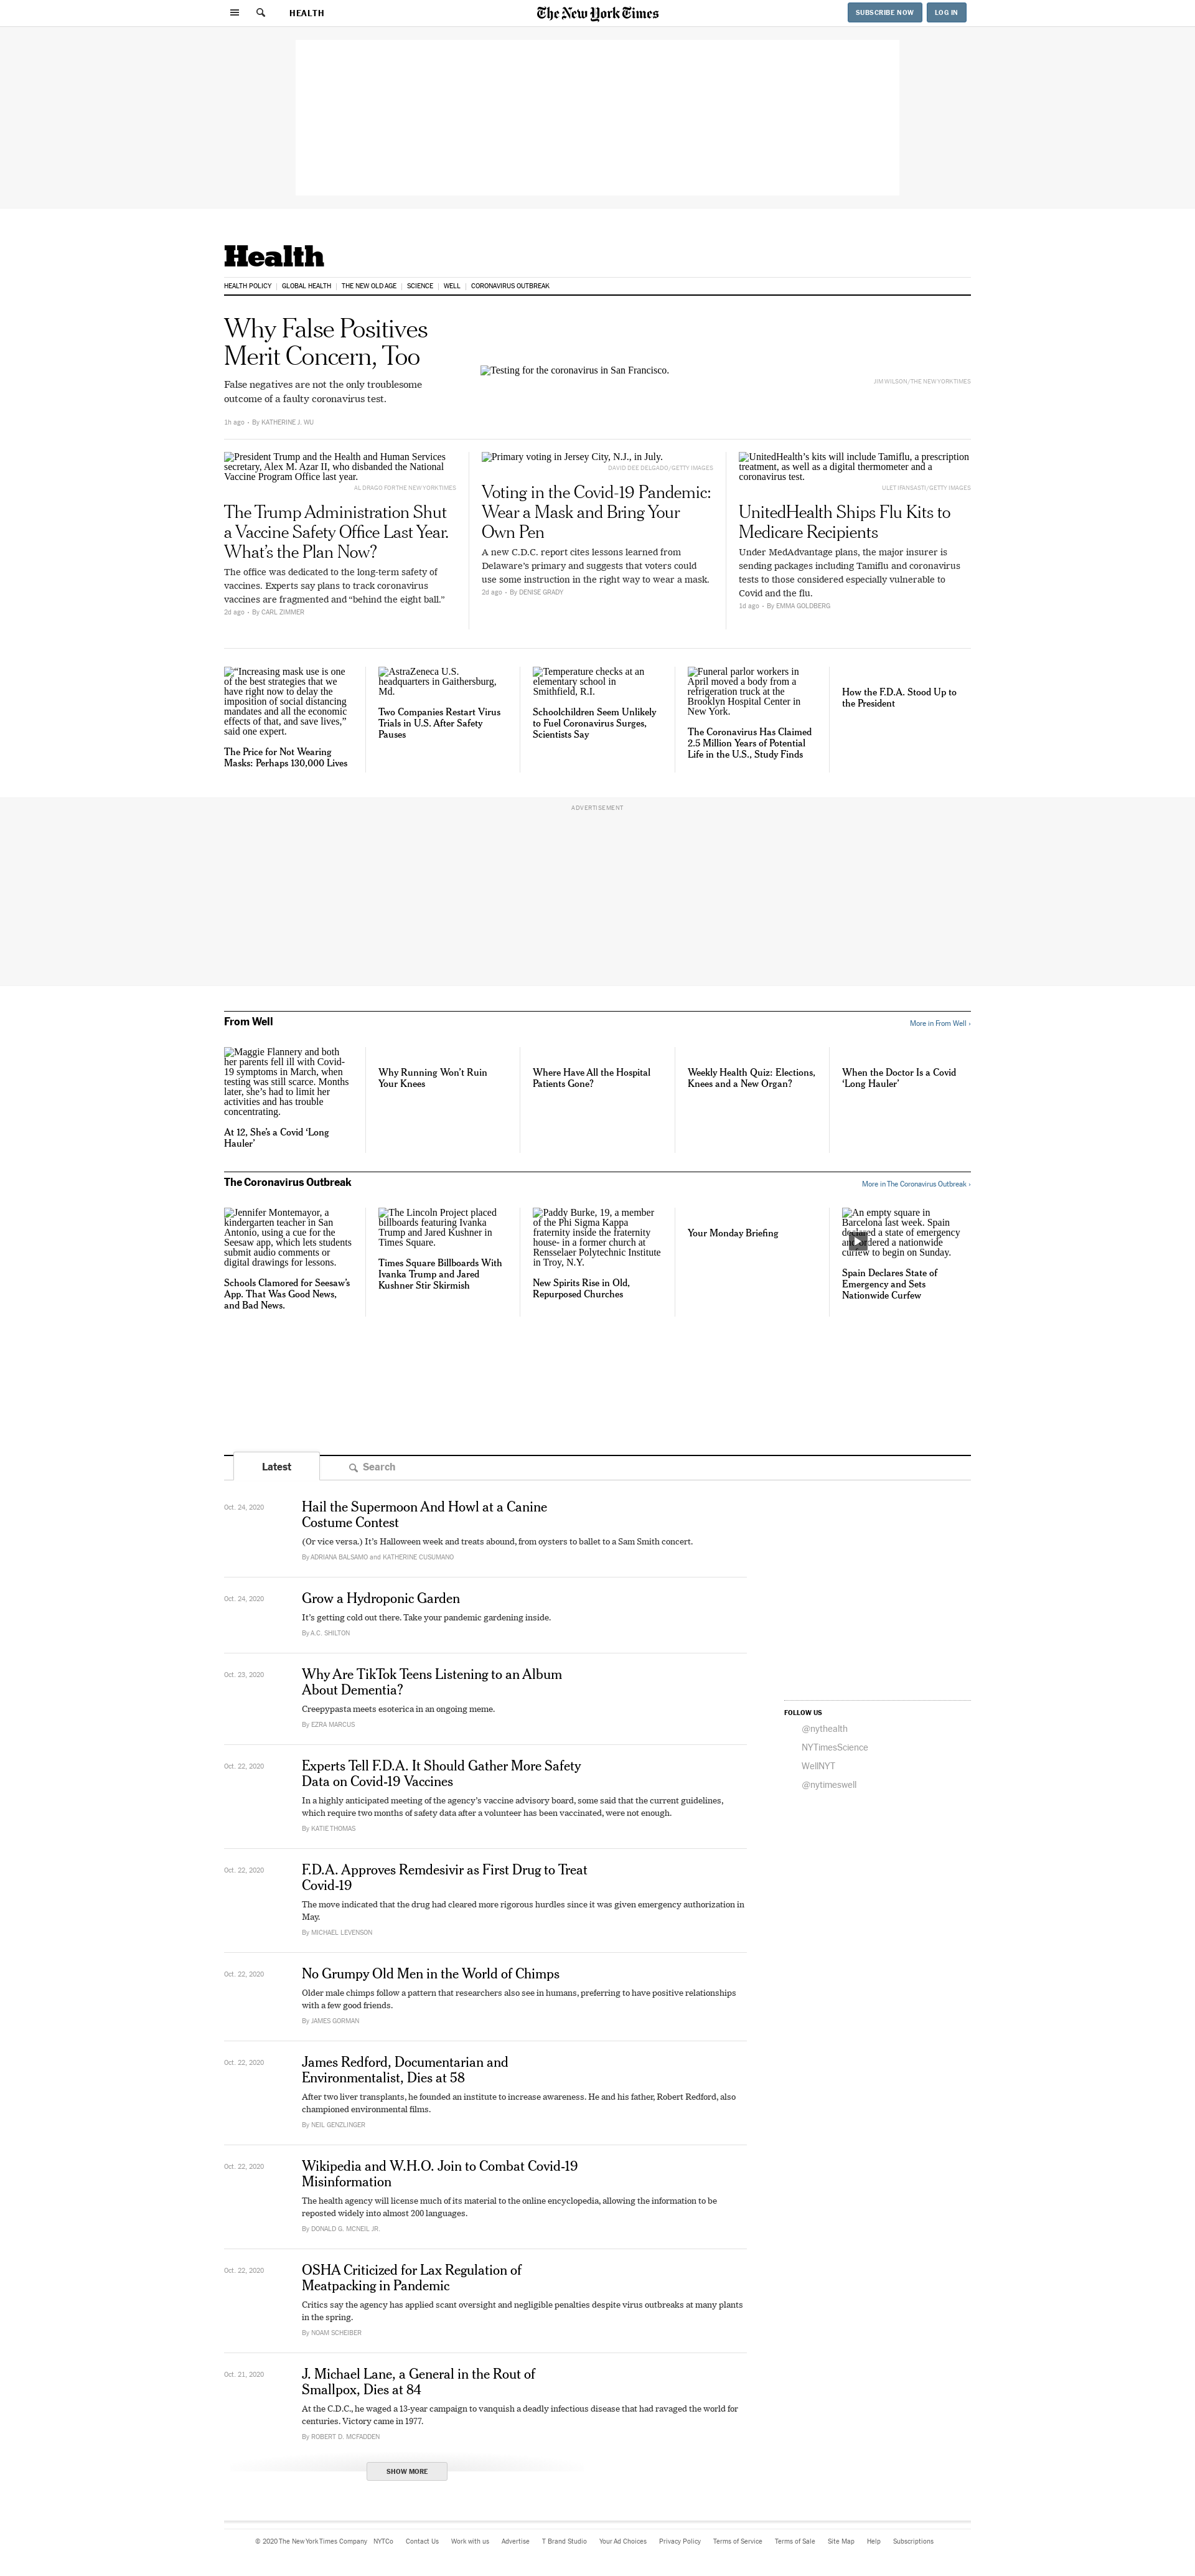 HEALTH
The New York Times
SUBSCRIBE NOW
LOG IN
Health
HEALTH POLICY
GLOBAL HEALTH
THE NEW OLD AGE
SCIENCE
WELL
CORONAVIRUS OUTBREAK
Why False Positives
Merit Concern, Too
False negatives are not the only troublesome
outcome of a faulty coronavirus test.
1h ago • By KATHERINE J. WU
Testing for the coronavirus in San Francisco.
JIM WILSON/THE NEW YORK TIMES
President Trump and the Health and Human Services
secretary, Alex M. Azar II, who disbanded the National
Vaccine Program Office last year.
AL DRAGO FOR THE NEW YORK TIMES
The Trump Administration Shut
a Vaccine Safety Office Last Year.
What’s the Plan Now?
The office was dedicated to the long-term safety of
vaccines. Experts say plans to track coronavirus
vaccines are fragmented and “behind the eight ball.”
2d ago • By CARL ZIMMER
Primary voting in Jersey City, N.J., in July.
DAVID DEE DELGADO/GETTY IMAGES
Voting in the Covid-19 Pandemic:
Wear a Mask and Bring Your
Own Pen
A new C.D.C. report cites lessons learned from
Delaware’s primary and suggests that voters could
use some instruction in the right way to wear a mask.
2d ago • By DENISE GRADY
UnitedHealth’s kits will include Tamiflu, a prescription
treatment, as well as a digital thermometer and a
coronavirus test.
ULET IFANSASTI/GETTY IMAGES
UnitedHealth Ships Flu Kits to
Medicare Recipients
Under MedAdvantage plans, the major insurer is
sending packages including Tamiflu and coronavirus
tests to those considered especially vulnerable to
Covid and the flu.
1d ago • By EMMA GOLDBERG
“Increasing mask use is one
of the best strategies that we
have right now to delay the
imposition of social distancing
mandates and all the economic
effects of that, and save lives,”
said one expert.
The Price for Not Wearing
Masks: Perhaps 130,000 Lives
AstraZeneca U.S.
headquarters in Gaithersburg,
Md.
Two Companies Restart Virus
Trials in U.S. After Safety
Pauses
Temperature checks at an
elementary school in
Smithfield, R.I.
Schoolchildren Seem Unlikely
to Fuel Coronavirus Surges,
Scientists Say
Funeral parlor workers in
April moved a body from a
refrigeration truck at the
Brooklyn Hospital Center in
New York.
The Coronavirus Has Claimed
2.5 Million Years of Potential
Life in the U.S., Study Finds
How the F.D.A. Stood Up to
the President
ADVERTISEMENT
From Well
More in From Well ›
Maggie Flannery and both
her parents fell ill with Covid-
19 symptoms in March, when
testing was still scarce. Months
later, she’s had to limit her
activities and has trouble
concentrating.
At 12, She’s a Covid ‘Long
Hauler’
Why Running Won’t Ruin
Your Knees
Where Have All the Hospital
Patients Gone?
Weekly Health Quiz: Elections,
Knees and a New Organ?
When the Doctor Is a Covid
‘Long Hauler’
The Coronavirus Outbreak
More in The Coronavirus Outbreak ›
Jennifer Montemayor, a
kindergarten teacher in San
Antonio, using a cue for the
Seesaw app, which lets students
submit audio comments or
digital drawings for lessons.
Schools Clamored for Seesaw’s
App. That Was Good News,
and Bad News.
The Lincoln Project placed
billboards featuring Ivanka
Trump and Jared Kushner in
Times Square.
Times Square Billboards With
Ivanka Trump and Jared
Kushner Stir Skirmish
Paddy Burke, 19, a member
of the Phi Sigma Kappa
fraternity inside the fraternity
house- in a former church at
Rensselaer Polytechnic Institute
in Troy, N.Y.
New Spirits Rise in Old,
Repurposed Churches
Your Monday Briefing
An empty square in
Barcelona last week. Spain
declared a state of emergency
and ordered a nationwide
curfew to begin on Sunday.
Spain Declares State of
Emergency and Sets
Nationwide Curfew
Latest
Search
Oct. 24, 2020
Hail the Supermoon And Howl at a Canine
Costume Contest
(Or vice versa.) It’s Halloween week and treats abound, from oysters to ballet to a Sam Smith concert.
By ADRIANA BALSAMO and KATHERINE CUSUMANO
Oct. 24, 2020
Grow a Hydroponic Garden
It’s getting cold out there. Take your pandemic gardening inside.
By A.C. SHILTON
Oct. 23, 2020
Why Are TikTok Teens Listening to an Album
About Dementia?
Creepypasta meets esoterica in an ongoing meme.
By EZRA MARCUS
FOLLOW US
@nythealth
NYTimesScience
WellNYT
@nytimeswell
Oct. 22, 2020
Experts Tell F.D.A. It Should Gather More Safety
Data on Covid-19 Vaccines
In a highly anticipated meeting of the agency’s vaccine advisory board, some said that the current guidelines,
which require two months of safety data after a volunteer has been vaccinated, were not enough.
By KATIE THOMAS
Oct. 22, 2020
F.D.A. Approves Remdesivir as First Drug to Treat
Covid-19
The move indicated that the drug had cleared more rigorous hurdles since it was given emergency authorization in
May.
By MICHAEL LEVENSON
Oct. 22, 2020
No Grumpy Old Men in the World of Chimps
Older male chimps follow a pattern that researchers also see in humans, preferring to have positive relationships
with a few good friends.
By JAMES GORMAN
Oct. 22, 2020
James Redford, Documentarian and
Environmentalist, Dies at 58
After two liver transplants, he founded an institute to increase awareness. He and his father, Robert Redford, also
championed environmental films.
By NEIL GENZLINGER
Oct. 22, 2020
Wikipedia and W.H.O. Join to Combat Covid-19
Misinformation
The health agency will license much of its material to the online encyclopedia, allowing the information to be
reposted widely into almost 200 languages.
By DONALD G. MCNEIL JR.
Oct. 22, 2020
OSHA Criticized for Lax Regulation of
Meatpacking in Pandemic
Critics say the agency has applied scant oversight and negligible penalties despite virus outbreaks at many plants
in the spring.
By NOAM SCHEIBER
Oct. 21, 2020
J. Michael Lane, a General in the Rout of
Smallpox, Dies at 84
At the C.D.C., he waged a 13-year campaign to vanquish a deadly infectious disease that had ravaged the world for
centuries. Victory came in 1977.
By ROBERT D. MCFADDEN
SHOW MORE
© 2020 The New York Times Company NYTCo Contact Us Work with us Advertise T Brand Studio Your Ad Choices Privacy Policy Terms of Service Terms of Sale Site Map Help Subscriptions